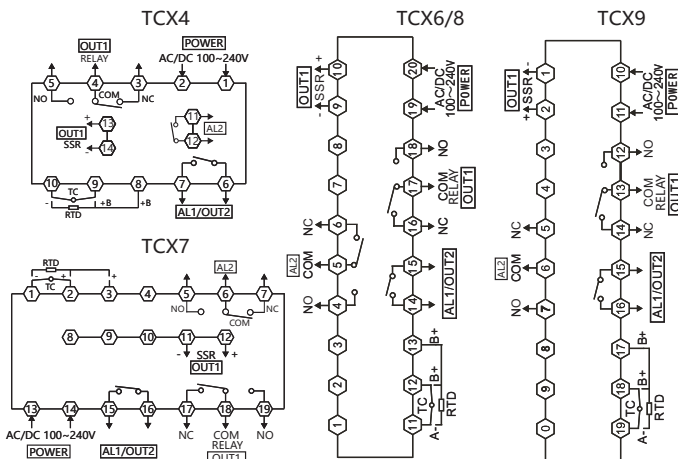 TCX4
OUT1
RELAY
POWER
AC/DC 100~240V
5 4 3 2 1
NO COM NC
+ 13 11
OUT1 AL2
SSR
- 14 12
10 9 8 7 6
TC
- +B +B
RTD
AL1/OUT2
TCX7
RTD
- + +
TC
AL2
1 2 3 4 5 6 7
NO COM NC
8 9 10 11 12
- SSR +
OUT1
13 14 15 16 17 18 19
AC/DC 100~240V
POWER
AL1/OUT2
NC COM NO
RELAY
OUT1
TCX6/8
OUT1
SSR
+
-
10 20
9 19
AC/DC
100~240V
POWER
8 18 NO
7 17 COM
RELAY
OUT1
NC 6 16 NC
AL2
COM 5 15
NO 4 14
AL1/OUT2
3 13 B+
2 12 B+
1 11 A-
TC
RTD
TCX9
OUT1
SSR
-
+
1 10
2 11
AC/DC
100~240V
POWER
3 12 NO
4 13 COM
RELAY
OUT1
NC 5 14 NC
AL2
COM 6 15
NO 7 16
AL1/OUT2
8 17 B+
9 18 B+
0 19 A-
TC
RTD